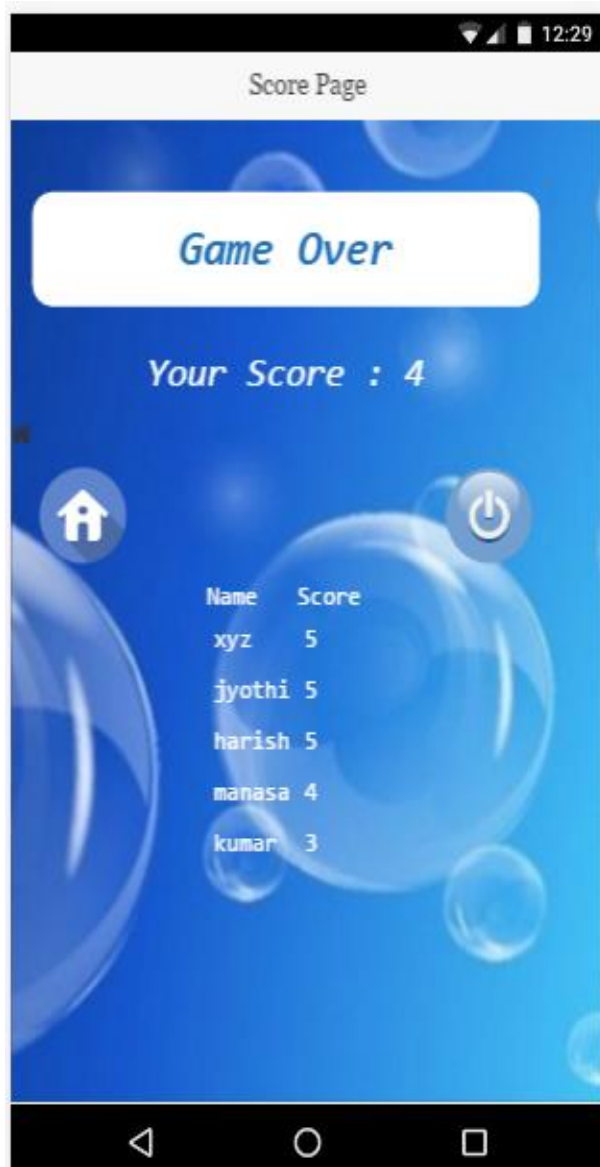 12:29
Score Page
Game Over
Your Score : 4
Name Score
xyz 5
jyothi 5
harish 5
manasa 4
kumar 3